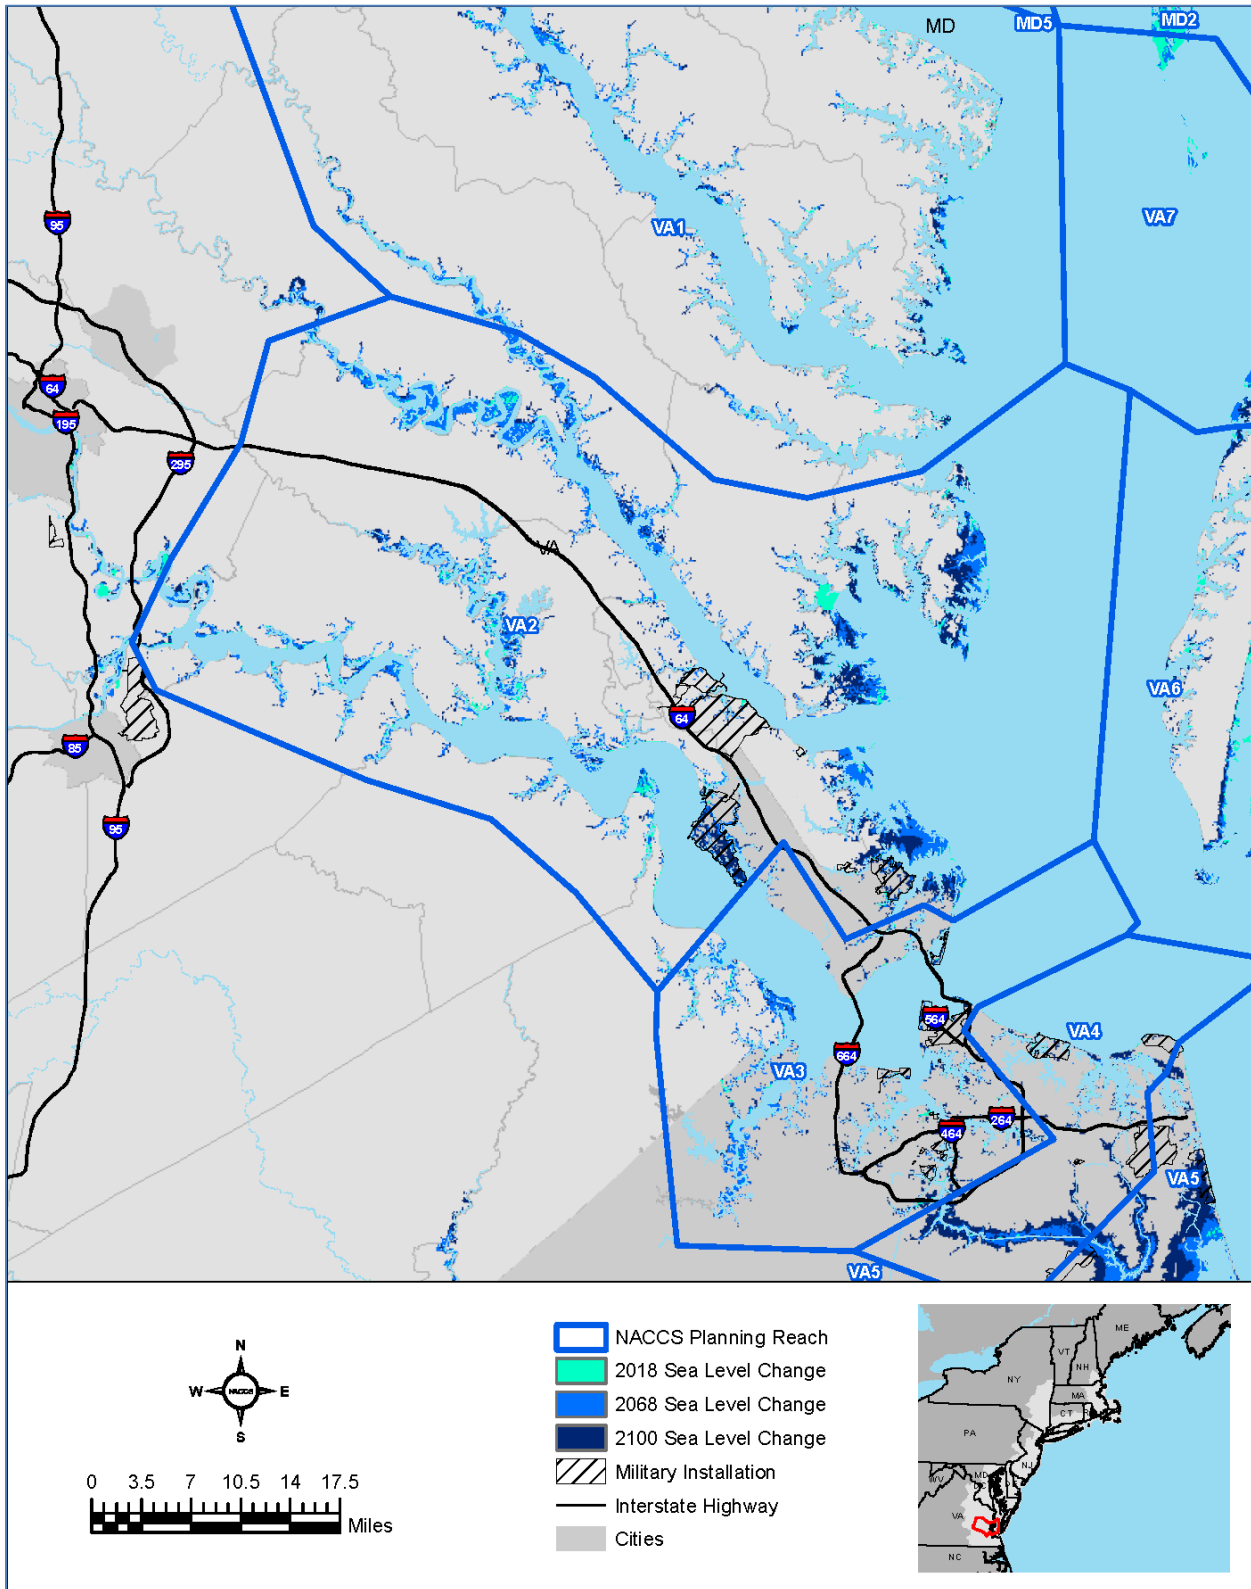 MD
MD5
MD2
95
VA1
VA7
64
195
295
VA
VA2
VA6
64
85
95
564
VA4
664
VA3
264
464
VA5
VA5
N
W
NACCS
E
S
0 3.5 7 10.5 14 17.5
Miles
NACCS Planning Reach
2018 Sea Level Change
2068 Sea Level Change
2100 Sea Level Change
Military Installation
Interstate Highway
Cities
ME
VT
NH
NY
MA
CT
PA
NJ
WV
MD
VA
NC